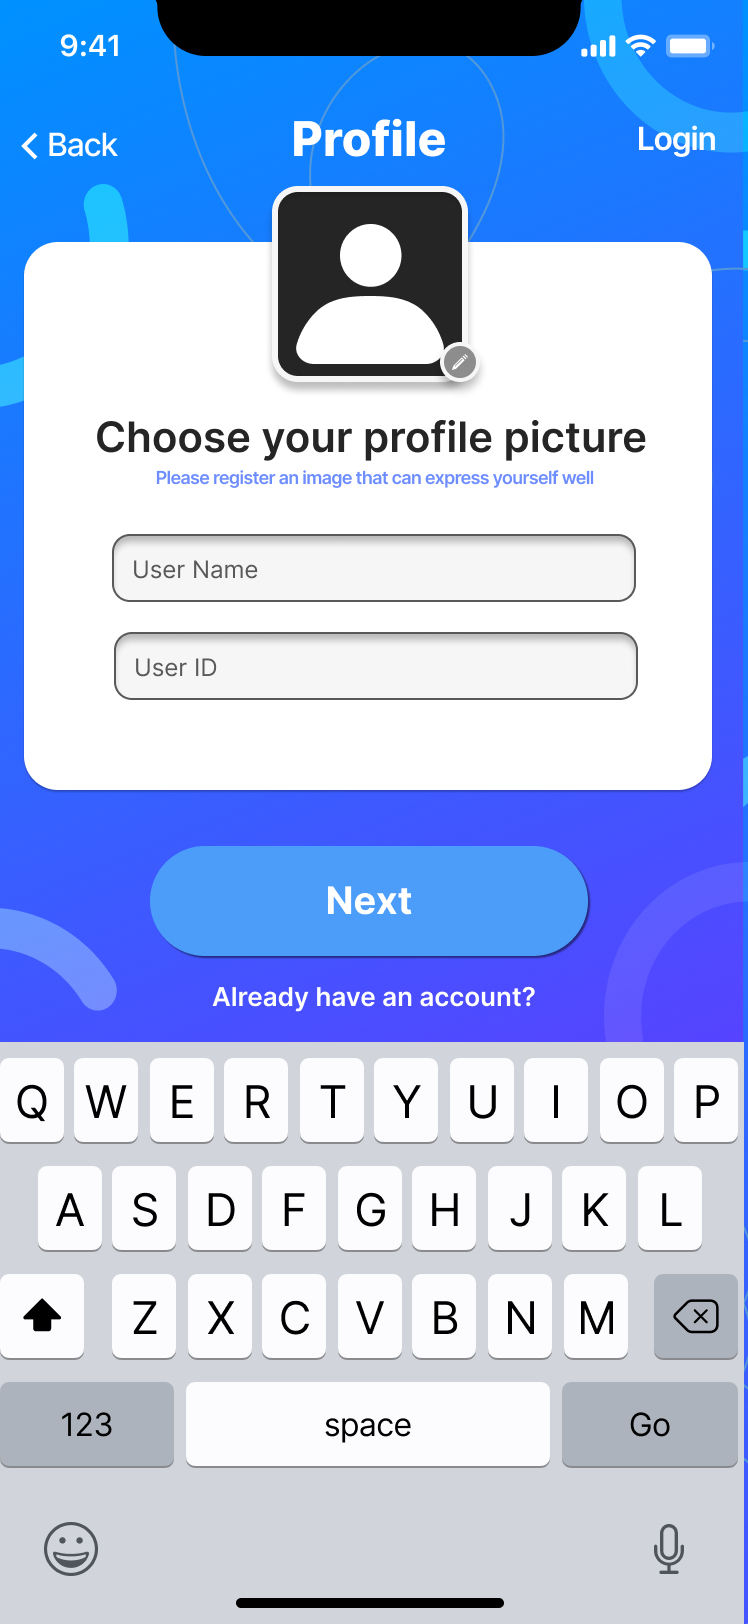 9:41
Back
Profile
Login
Choose your profile picture
Please register an image that can express yourself well
User Name
User ID
Next
Already have an account?
Q W E R T Y U I O P
A S D F G H J K L
Z X C V B N M
123 space Go